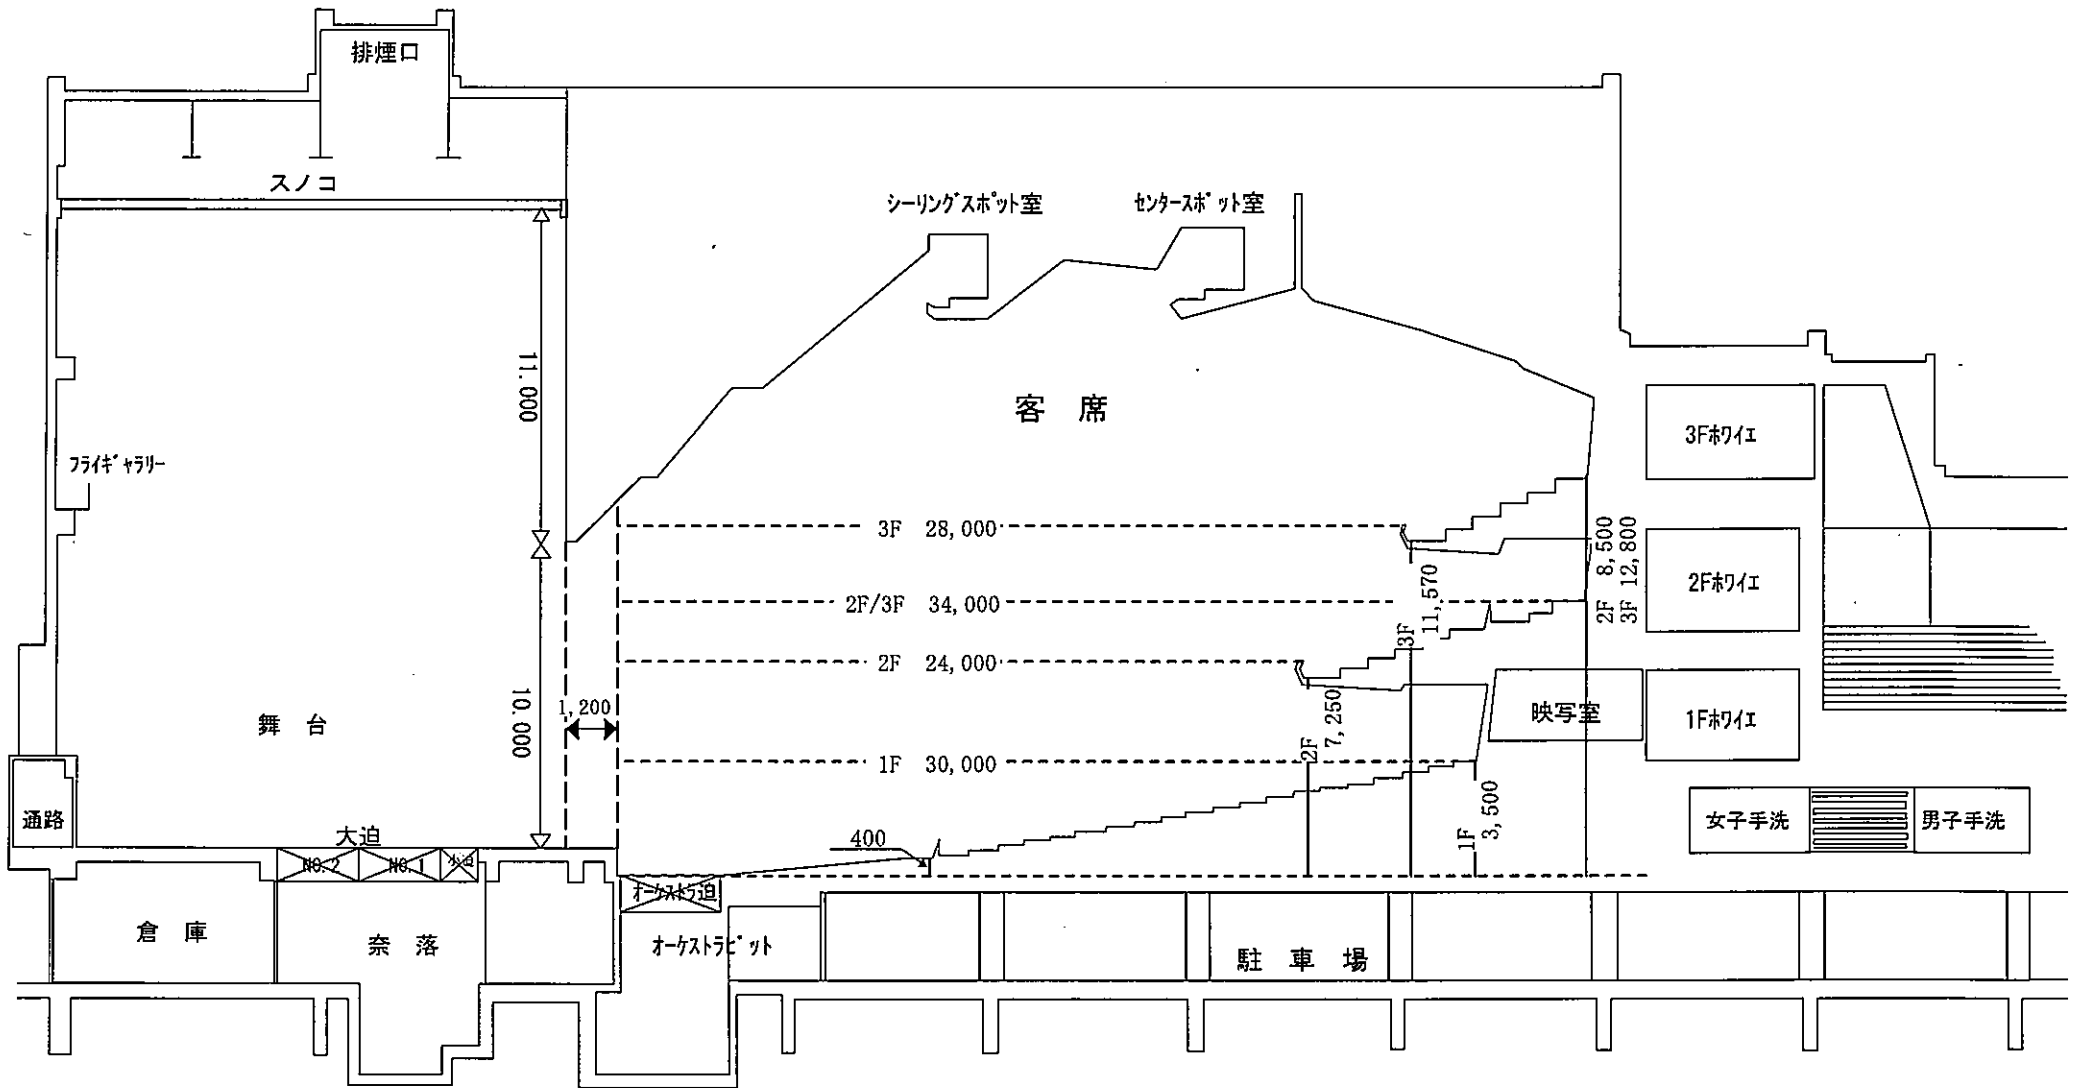 排煙口
スノコ
シーリングスポット室
センタースポット室
11.000
客 席
3Fホワイエ
フライギャラリー
3F 28,000
2F 8,500
3F 12,800
2Fホワイエ
11,570
3F
2F/3F 34,000
2F 24,000
10.000
1,200
舞 台
7,250
2F
映写室
1Fホワイエ
1F 30,000
3,500
1F
通路
大迫
400
女子手洗
男子手洗
NO.2
NO.1
小迫
オーケストラ迫
倉 庫
奈 落
オーケストラピット
駐 車 場